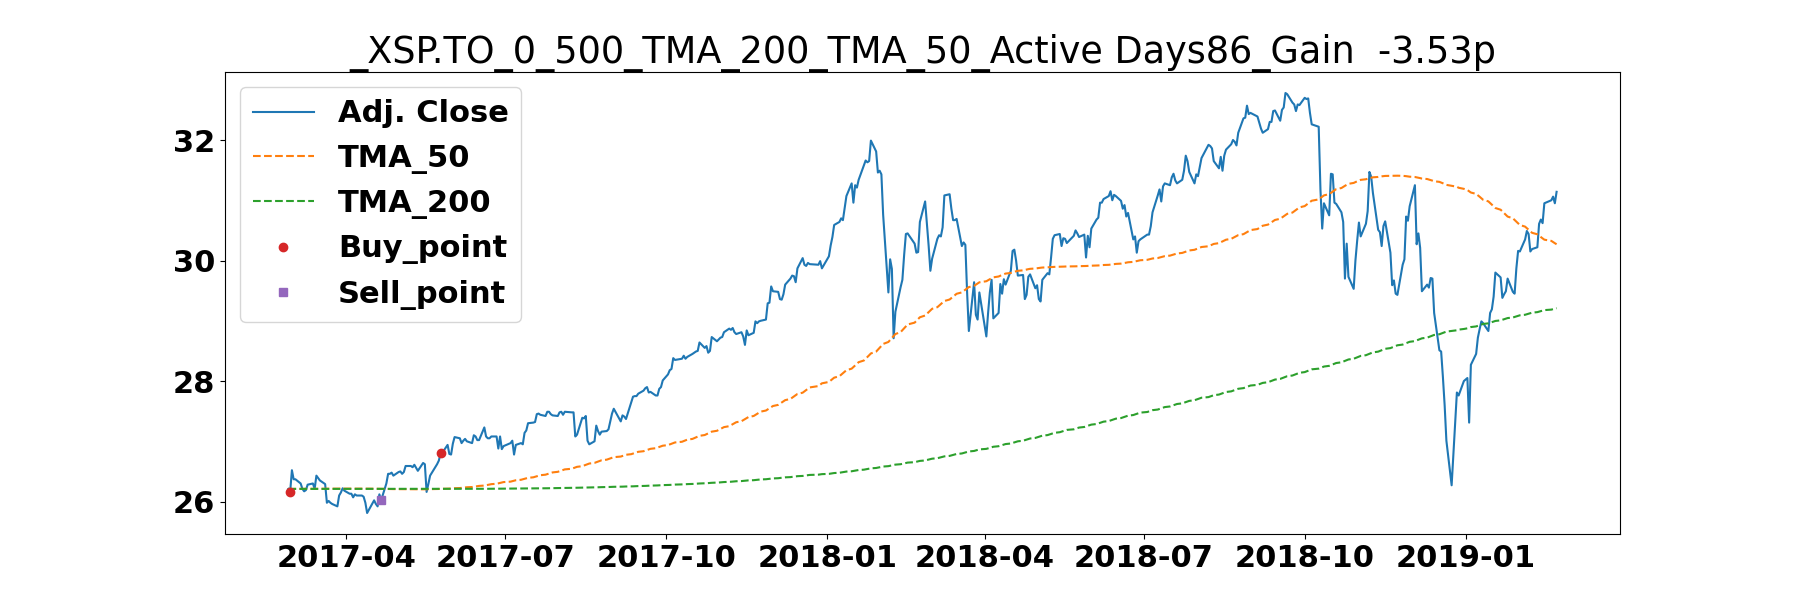 _XSP.TO_0_500_TMA_200_TMA_50_Active Days86_Gain  -3.53p
Adj. Close
TMA_50
TMA_200
Buy_point
Sell_point
32
30
28
26
2017-04 2017-07 2017-10 2018-01 2018-04 2018-07 2018-10 2019-01